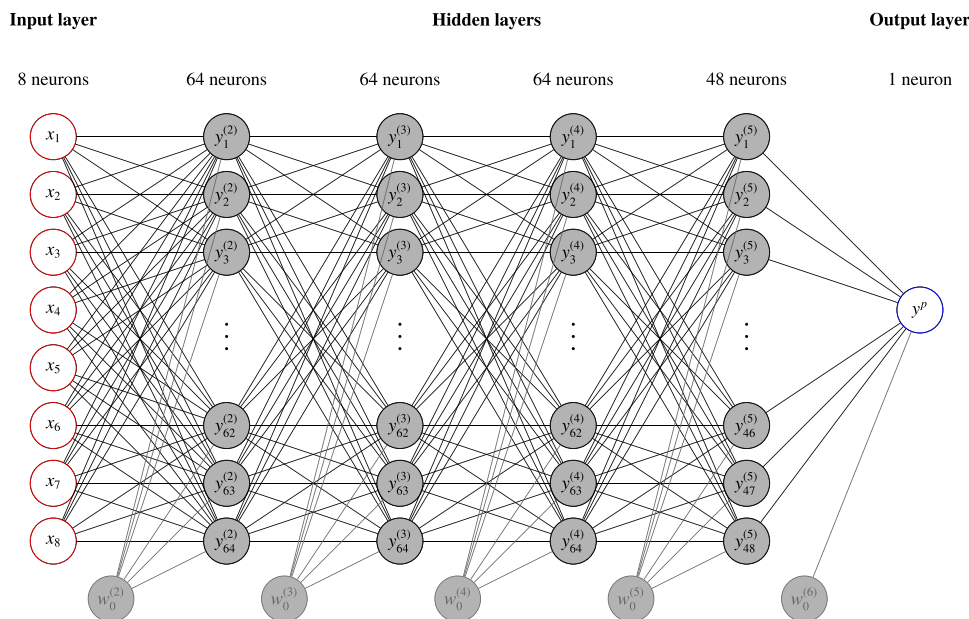 Input layer Hidden layers Output layer
8 neurons 64 neurons 64 neurons 64 neurons 48 neurons 1 neuron
x₁ y₁⁽²⁾ y₁⁽³⁾ y₁⁽⁴⁾ y₁⁽⁵⁾
x₂ y₂⁽²⁾ y₂⁽³⁾ y₂⁽⁴⁾ y₂⁽⁵⁾
x₃ y₃⁽²⁾ y₃⁽³⁾ y₃⁽⁴⁾ y₃⁽⁵⁾
x₄ yᵖ
x₅
x₆ y₆₂⁽²⁾ y₆₂⁽³⁾ y₆₂⁽⁴⁾ y₄₆⁽⁵⁾
x₇ y₆₃⁽²⁾ y₆₃⁽³⁾ y₆₃⁽⁴⁾ y₄₇⁽⁵⁾
x₈ y₆₄⁽²⁾ y₆₄⁽³⁾ y₆₄⁽⁴⁾ y₄₈⁽⁵⁾
w₀⁽²⁾ w₀⁽³⁾ w₀⁽⁴⁾ w₀⁽⁵⁾ w₀⁽⁶⁾